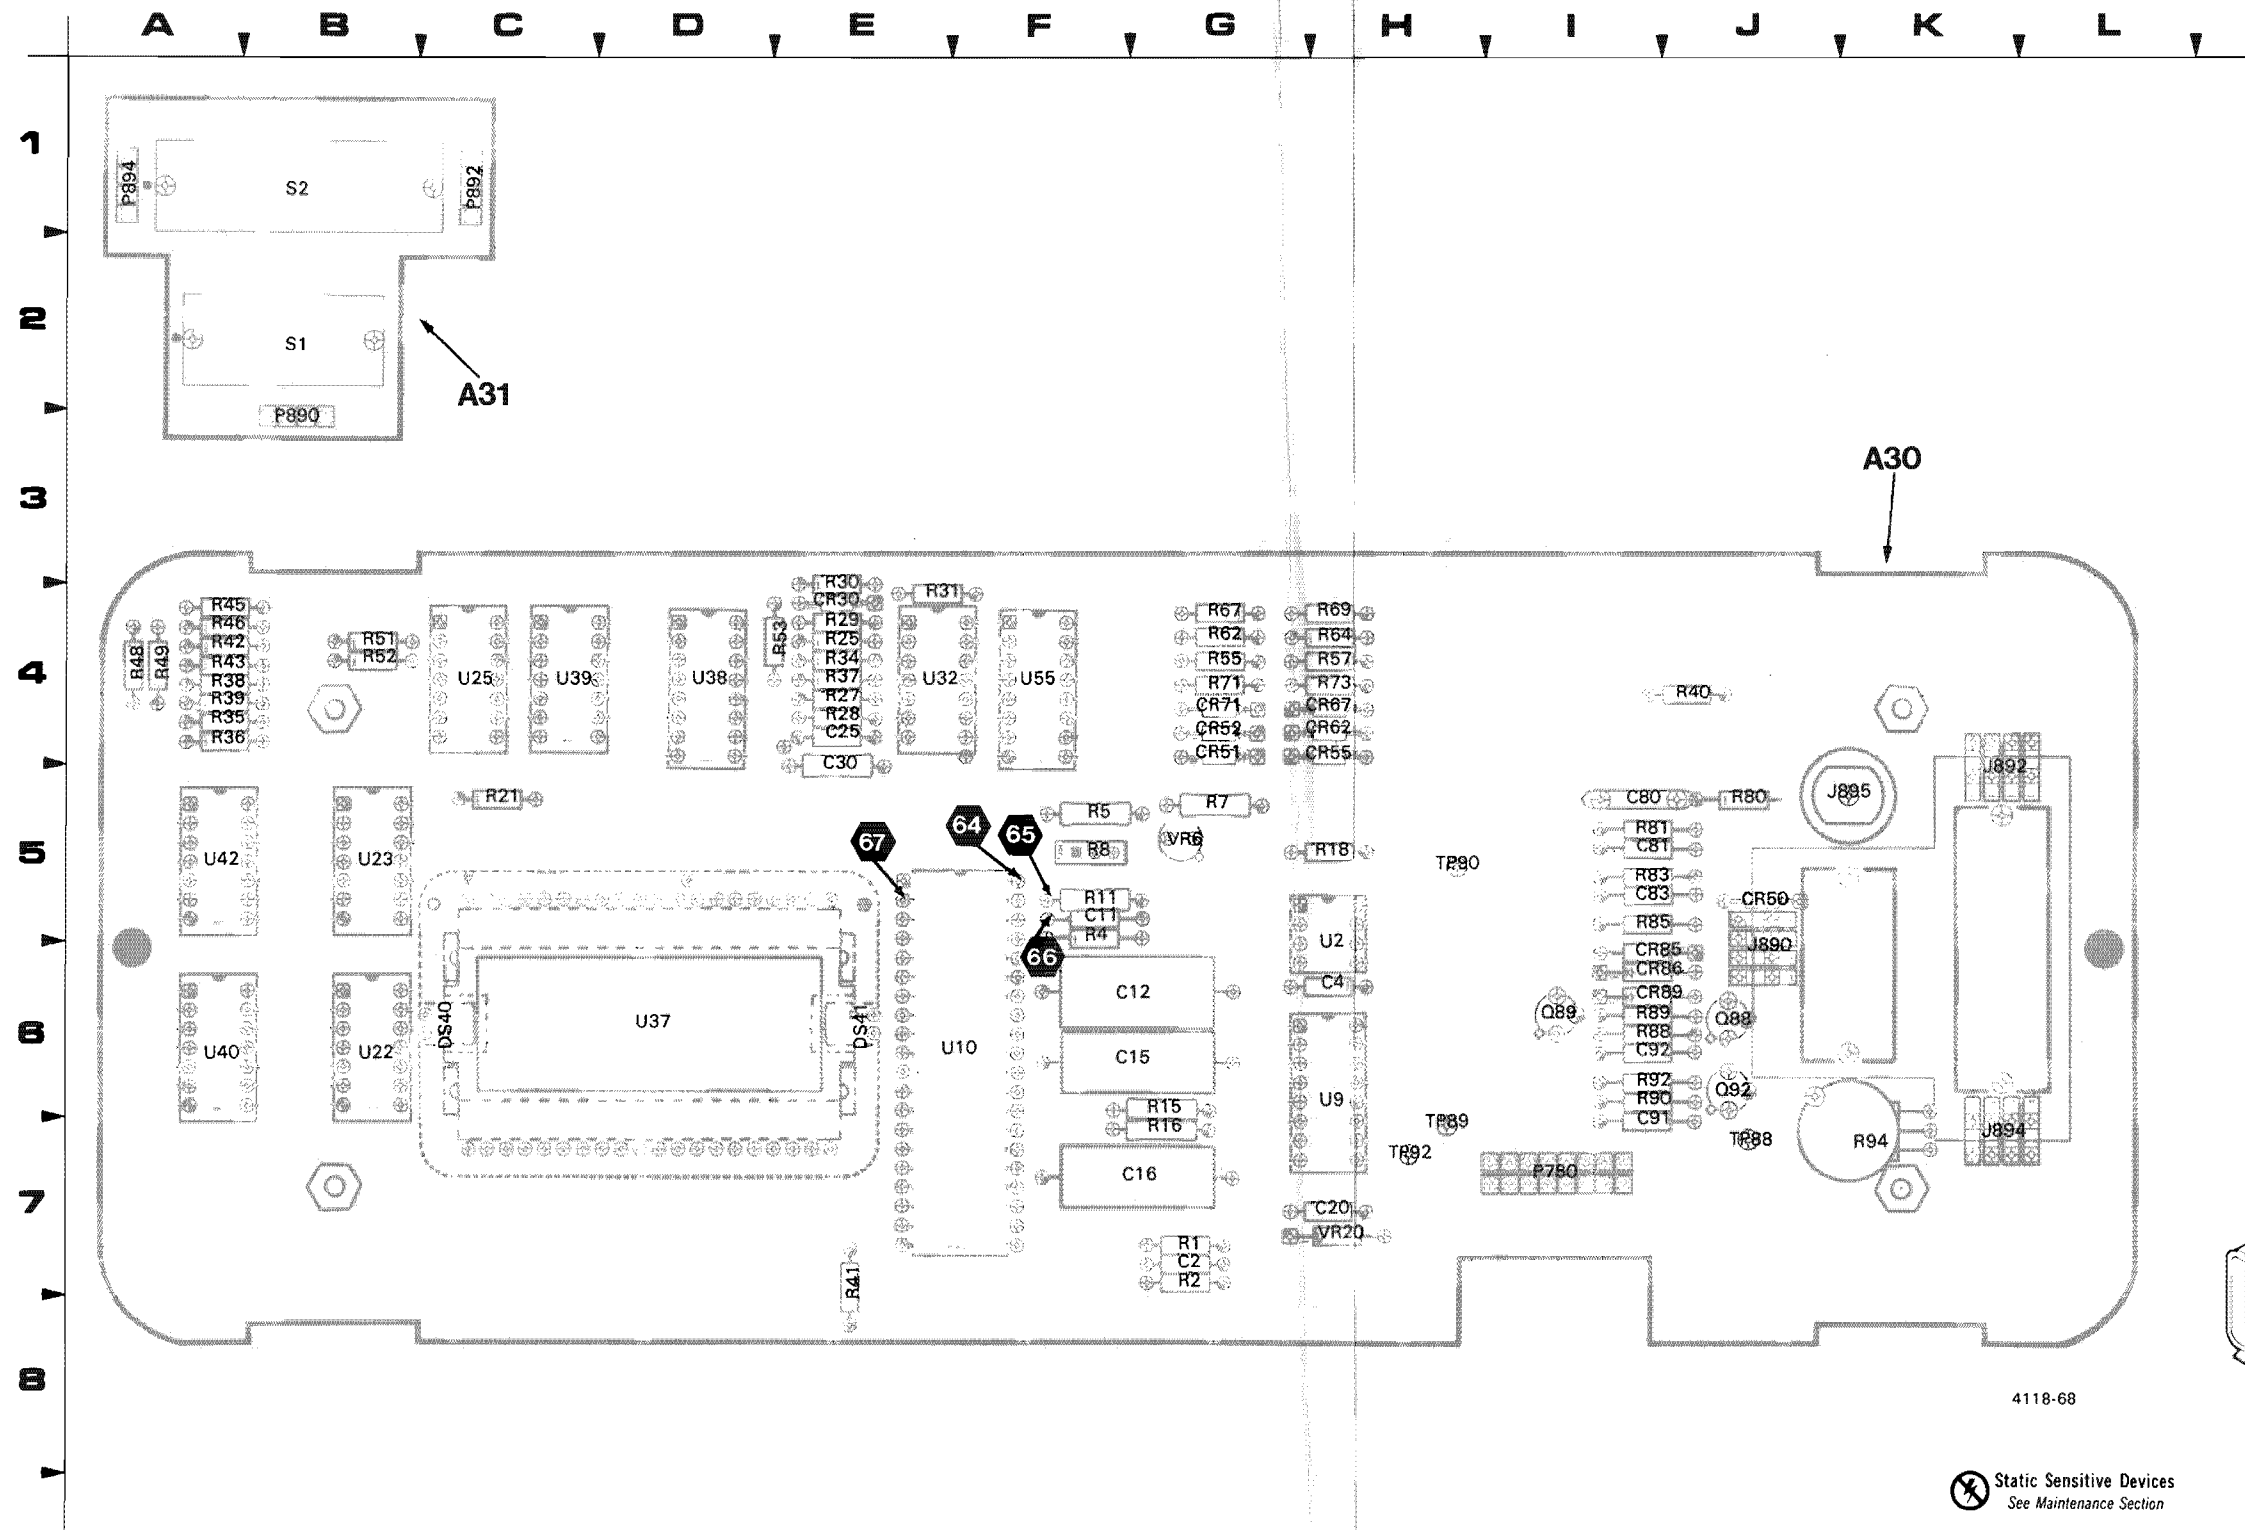 A B C D E F G H I J K L
1
P894
S2
P892
2
S1
A31
P890
3
A30
4
R45
R46
R42
R43
R38
R39
R35
R36
R48
R49
R51
R52
U25
U39
U38
R53
R30
CR30
R29
R25
R34
R37
R27
R28
C25
C30
R31
U32
U55
R67
R62
R55
R71
CR71
CR52
CR51
R69
R64
R57
R73
CR67
CR62
CR55
R40
J892
5
U42
U23
R21
67
64
65
66
R5
R8
R7
VR6
R11
C11
R4
R18
TP90
C80
R80
J895
R81
C81
R83
C83
R85
CR50
J890
U2
C4
6
U40
U22
DS40
U37
DS41
U10
C12
C15
R15
R16
U9
Q89
CR85
CR86
CR89
R89
R88
C92
R92
R90
C91
Q88
Q92
TP89
TP92
TP88
R94
J894
P780
7
C16
C20
VR20
R1
C2
R2
R41
8
4118-68
Static Sensitive Devices
See Maintenance Section